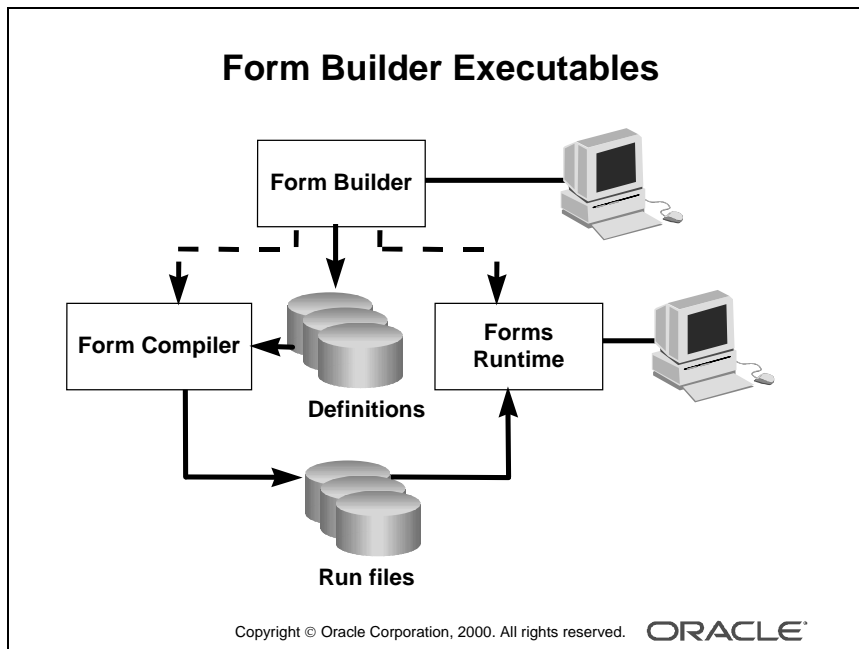 Form Builder Executables
Form Builder
Form Compiler
Forms
Runtime
Definitions
Run files
Copyright © Oracle Corporation, 2000. All rights reserved.
ORACLE®